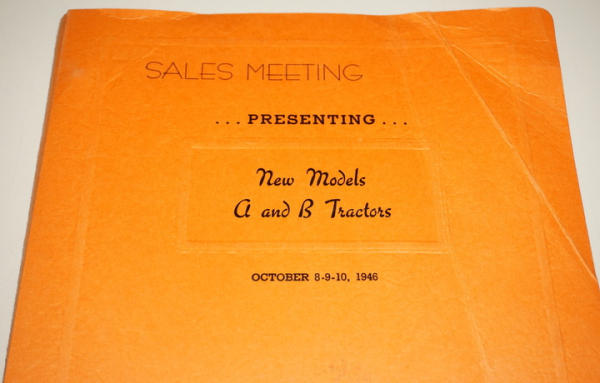 SALES MEETING
... PRESENTING ...
New Models
A and B Tractors
OCTOBER 8-9-10, 1946